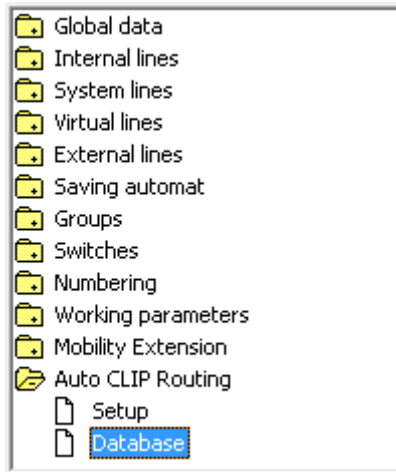 Global data
Internal lines
System lines
Virtual lines
External lines
Saving automat
Groups
Switches
Numbering
Working parameters
Mobility Extension
Auto CLIP Routing
Setup
Database